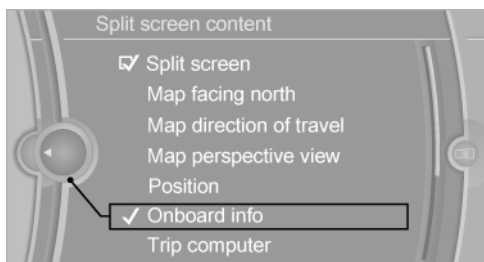 Split screen content
Split screen
Map facing north
Map direction of travel
Map perspective view
Position
Onboard info
Trip computer